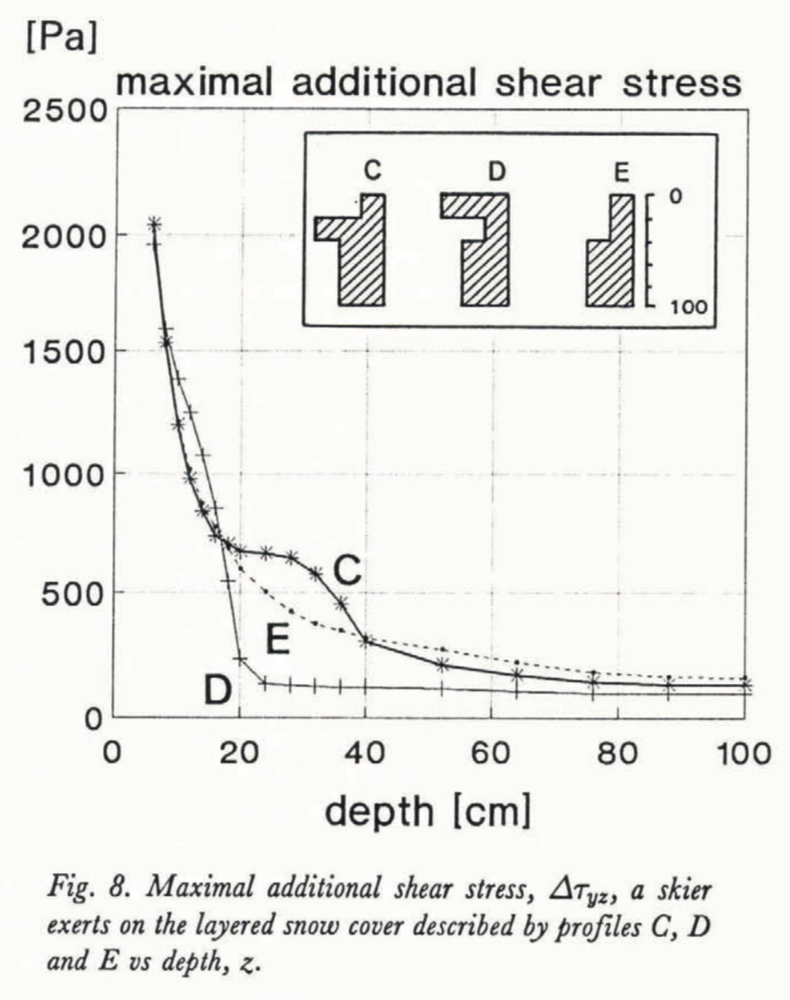 [Pa]
maximal additional shear stress
2500
2000
1500
1000
500
0
C D E
0
100
C
E
D
0 20 40 60 80 100
depth [cm]
Fig. 8. Maximal additional shear stress, Δτyz, a skier
exerts on the layered snow cover described by profiles C, D
and E vs depth, z.